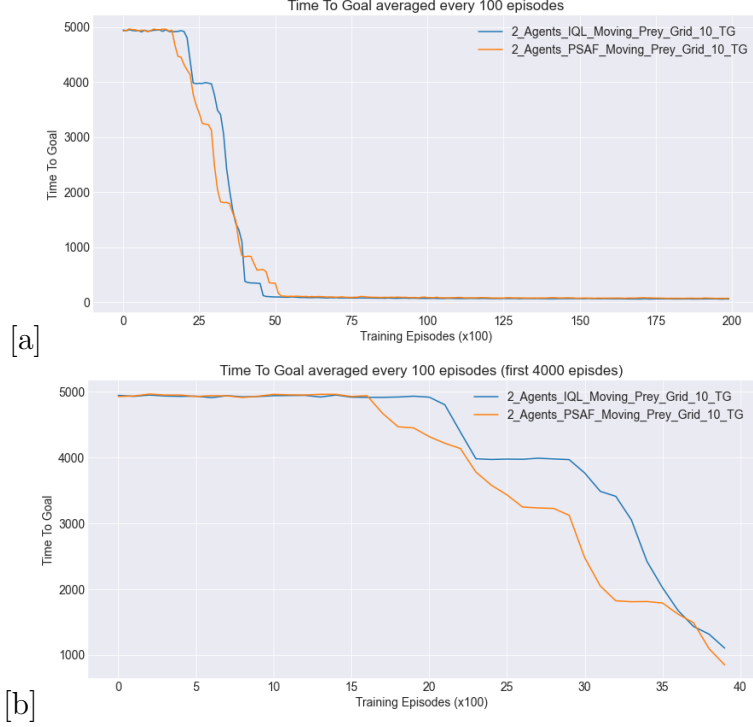 Time To Goal averaged every 100 episodes
2_Agents_IQL_Moving_Prey_Grid_10_TG
2_Agents_PSAF_Moving_Prey_Grid_10_TG
5000
4000
3000
2000
1000
0
Time To Goal
0 25 50 75 100 125 150 175 200
Training Episodes (x100)
[a]
Time To Goal averaged every 100 episodes (first 4000 episdes)
2_Agents_IQL_Moving_Prey_Grid_10_TG
2_Agents_PSAF_Moving_Prey_Grid_10_TG
5000
4000
3000
2000
1000
Time To Goal
0 5 10 15 20 25 30 35 40
Training Episodes (x100)
[b]